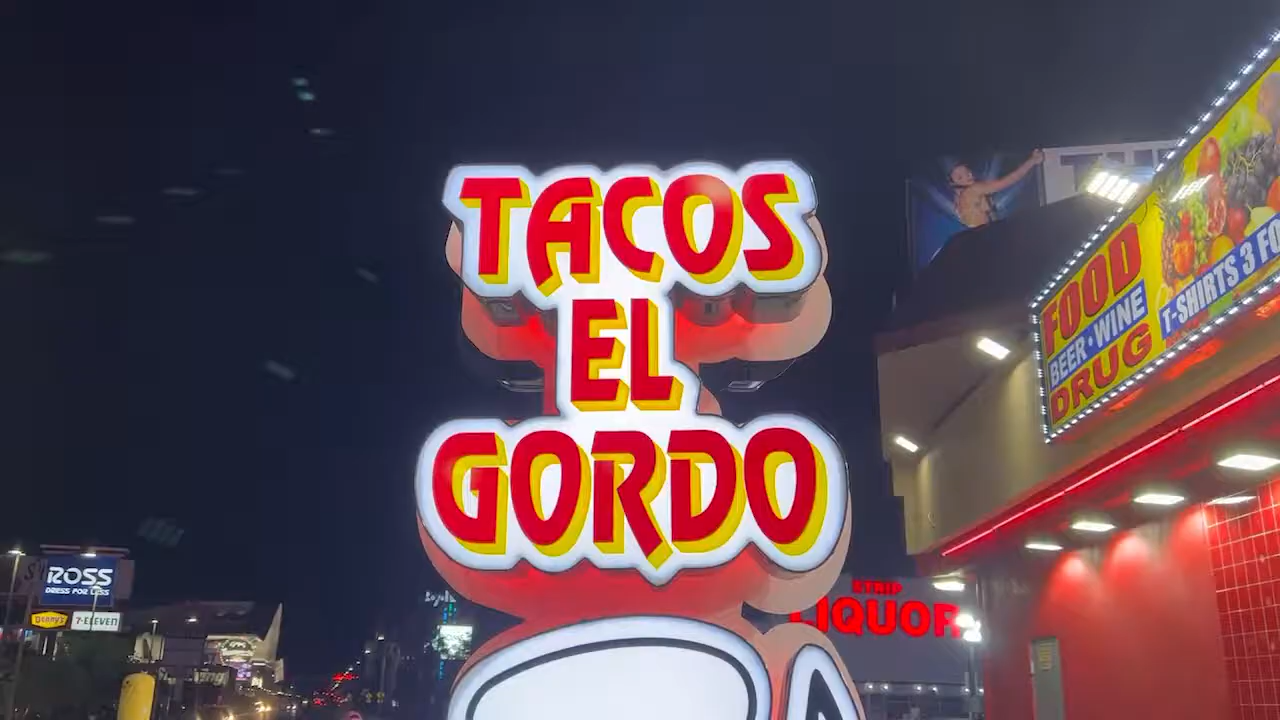 TACOS
EL
GORDO
FOOD
BEER·WINE
DRUG
T-SHIRTS 3 FO
ROSS
DRESS FOR LESS
Denny's
7-ELEVEN
STRIP
LIQUOR